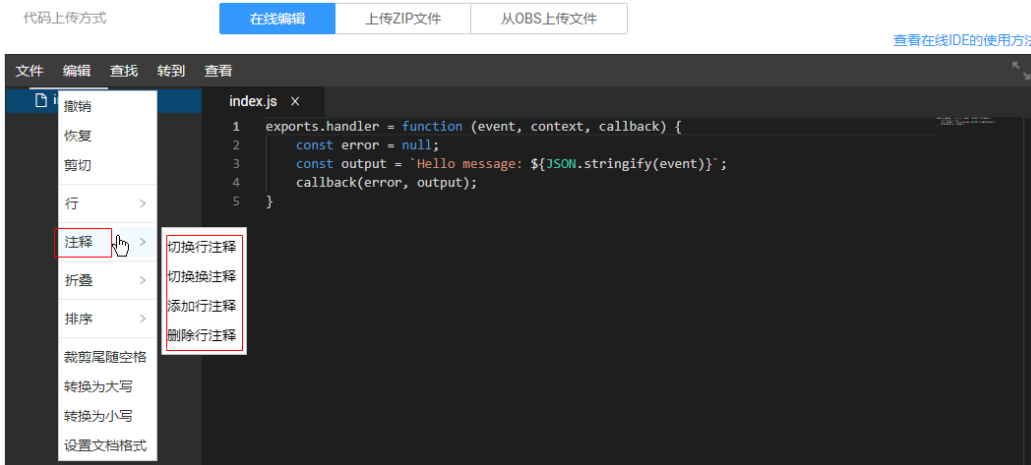 代码上传方式
在线编辑
上传ZIP文件
从OBS上传文件
查看在线IDE的使用方法
文件 编辑 查找 转到 查看
i
index.js ×
撤销
恢复
剪切
行 >
注释 >
折叠 >
排序 >
裁剪尾随空格
转换为大写
转换为小写
设置文档格式
切换行注释
切换换注释
添加行注释
删除行注释
1 exports.handler = function (event, context, callback) {
2 const error = null;
3 const output = `Hello message: ${JSON.stringify(event)}`;
4 callback(error, output);
5 }